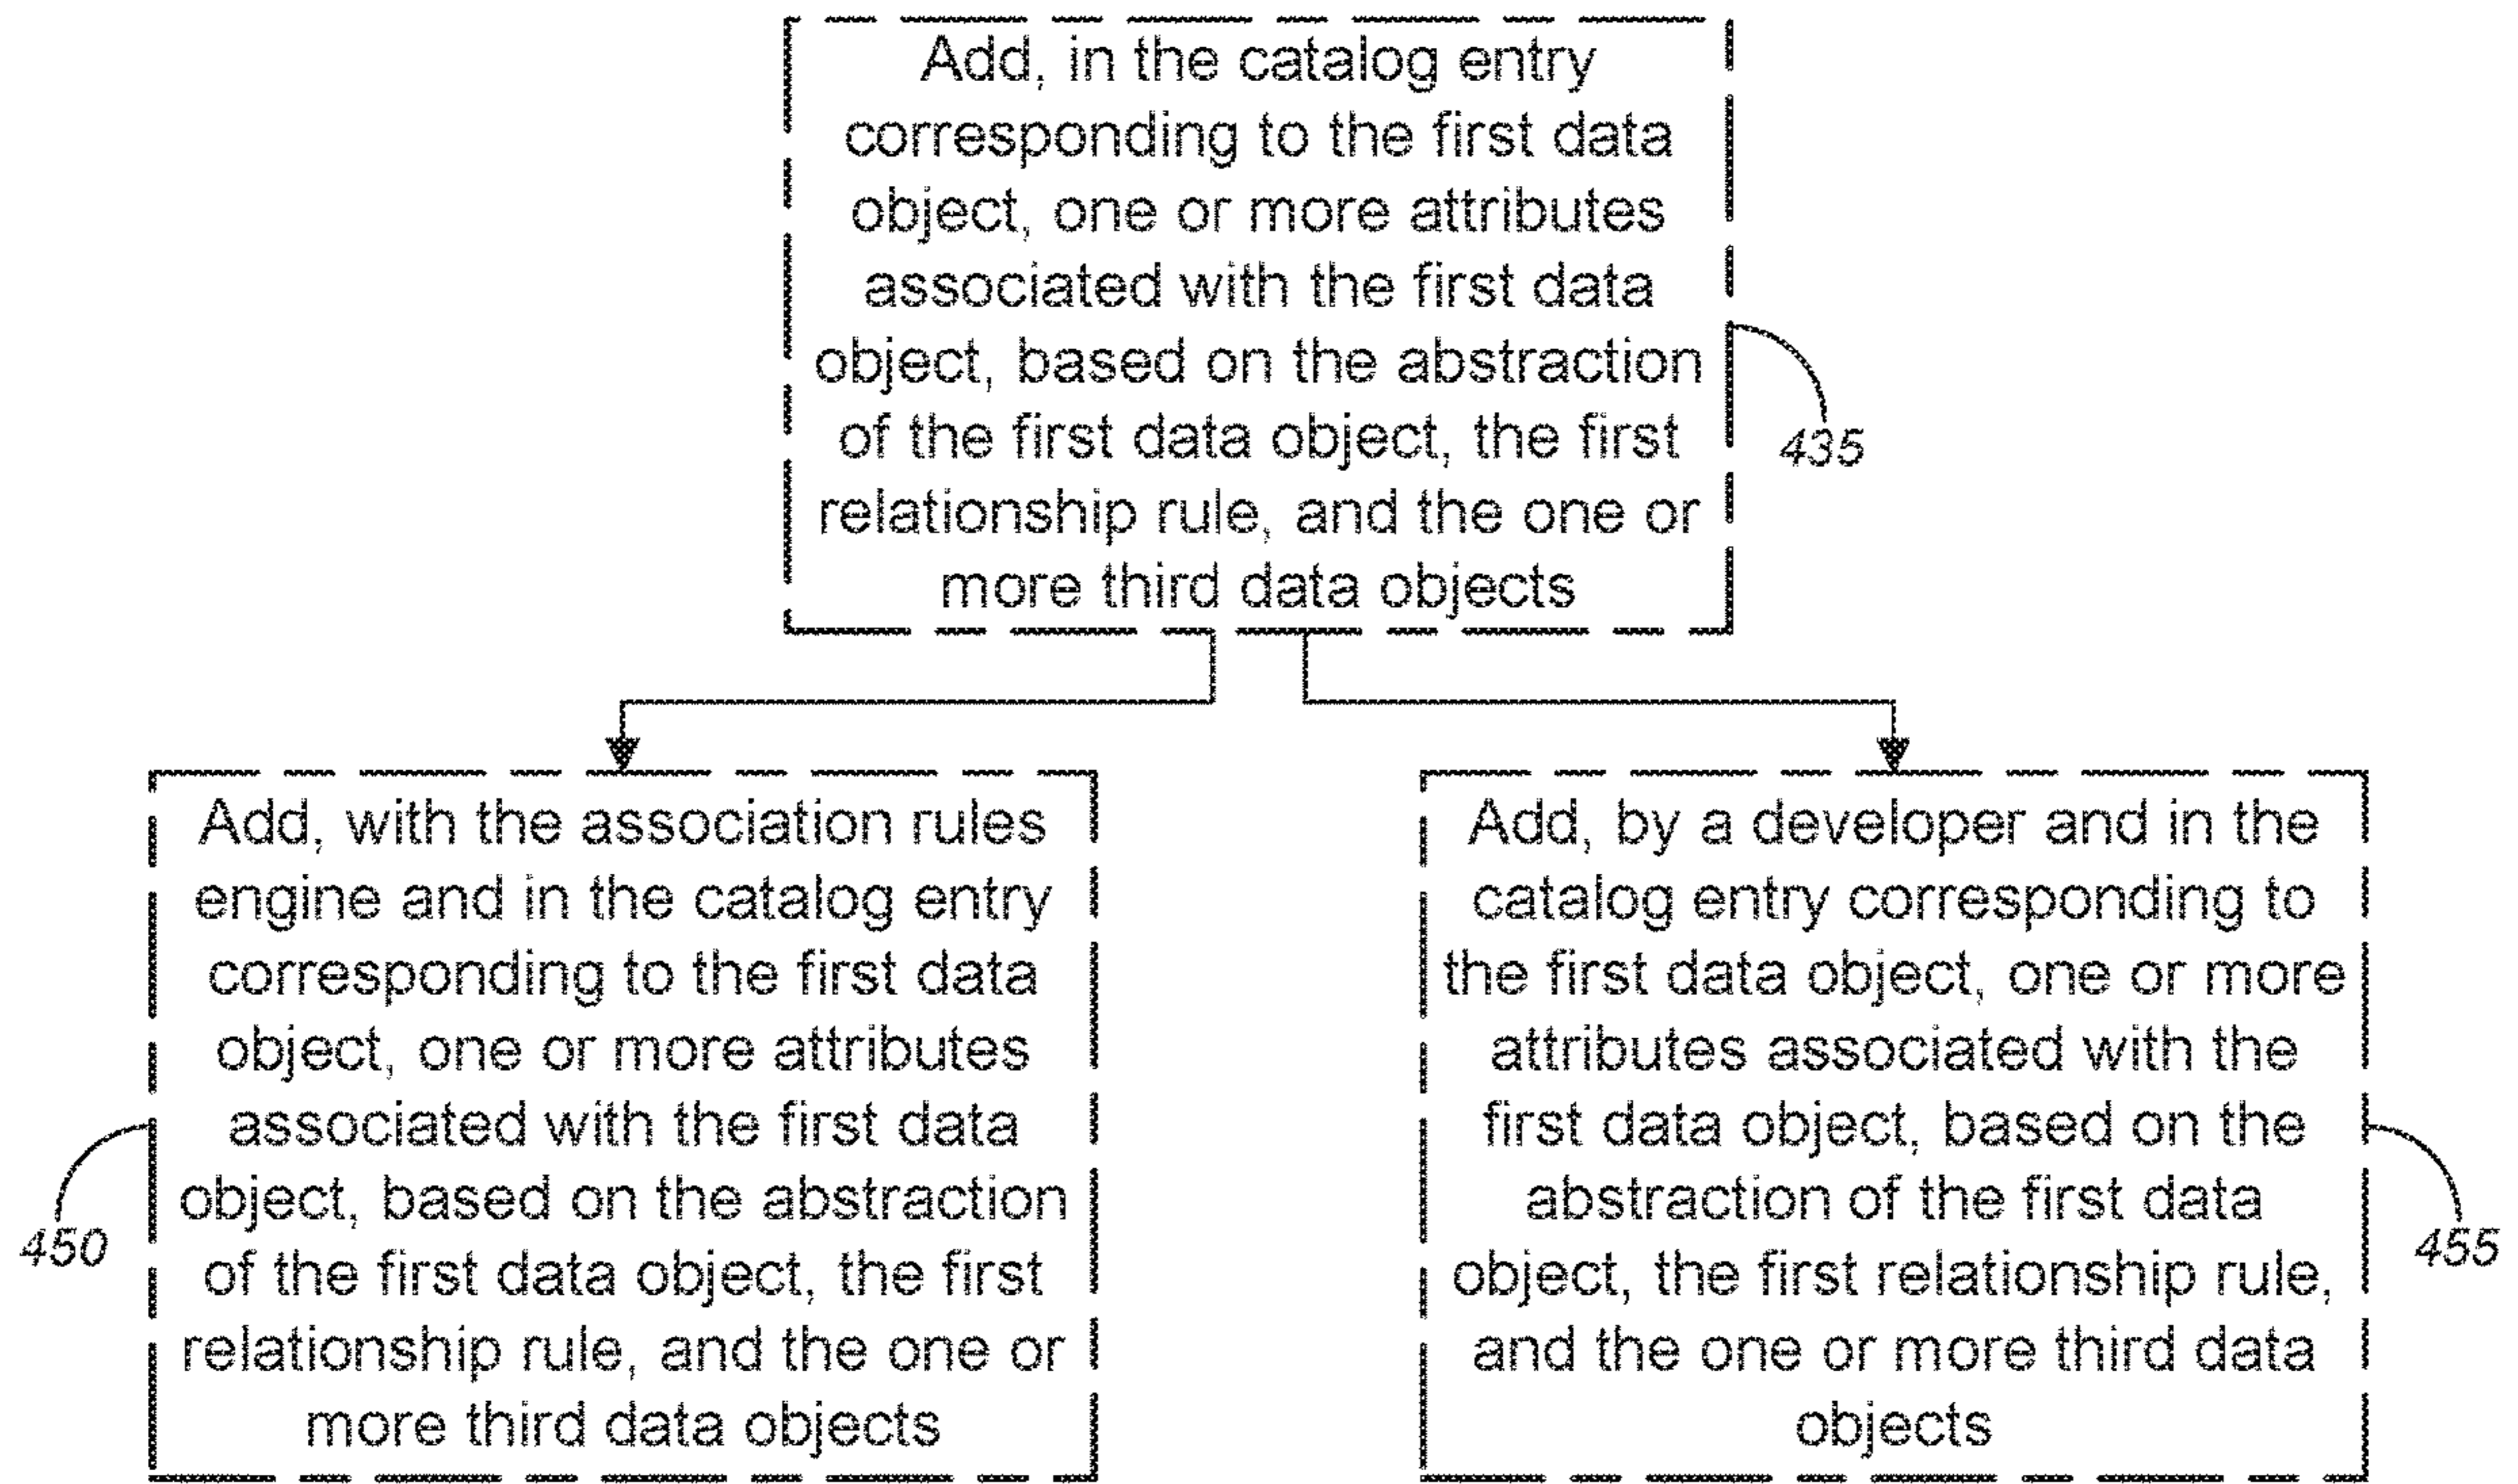 Add, in the catalog entry
corresponding to the first data
object, one or more attributes
associated with the first data
object, based on the abstraction
of the first data object, the first
relationship rule, and the one or
more third data objects
435
Add, with the association rules
engine and in the catalog entry
corresponding to the first data
object, one or more attributes
associated with the first data
object, based on the abstraction
of the first data object, the first
relationship rule, and the one or
more third data objects
450
Add, by a developer and in the
catalog entry corresponding to
the first data object, one or more
attributes associated with the
first data object, based on the
abstraction of the first data
object, the first relationship rule,
and the one or more third data
objects
455